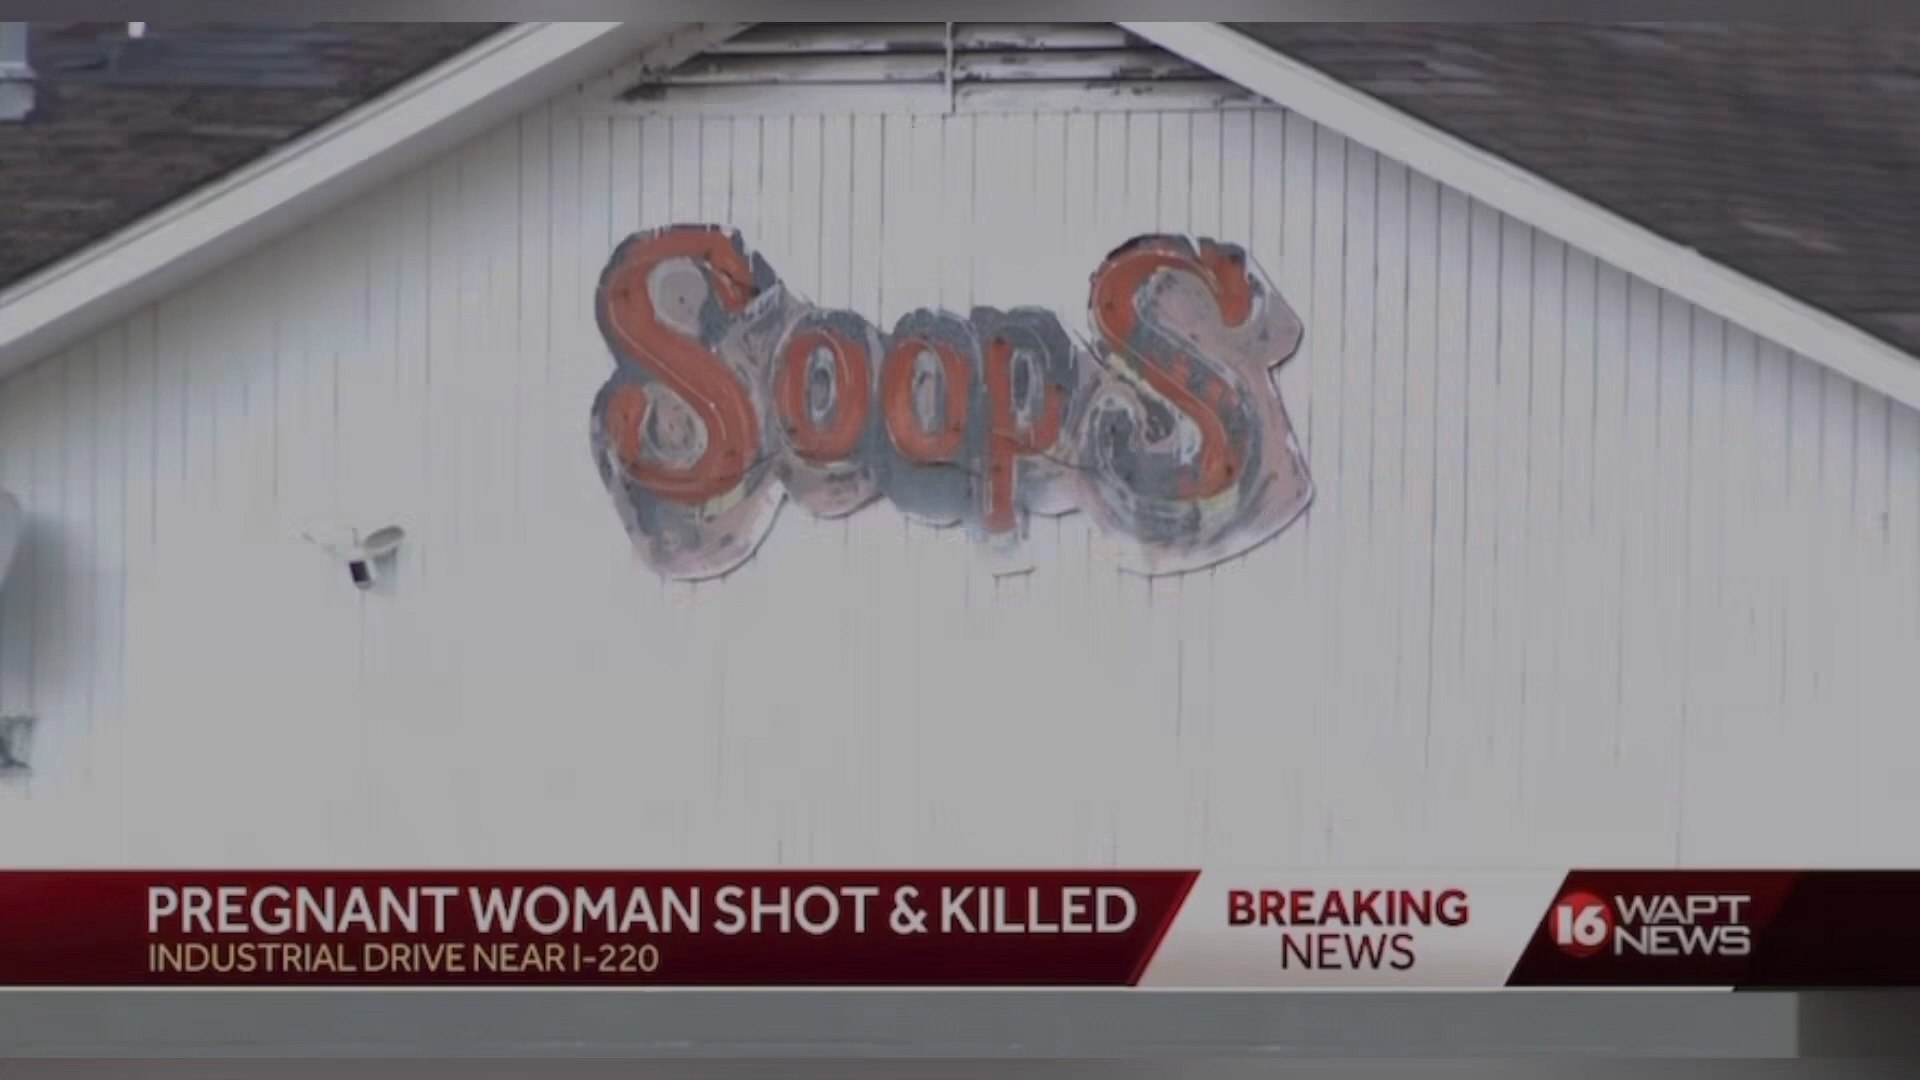 SoopS
PREGNANT WOMAN SHOT & KILLED
INDUSTRIAL DRIVE NEAR I-220
BREAKING
NEWS
16 WAPT
NEWS